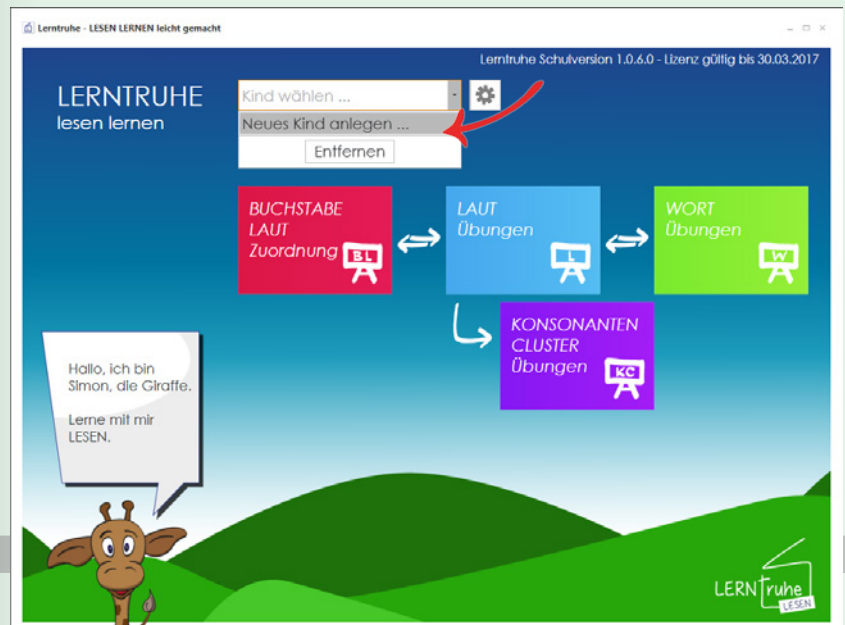 Lerntruhe - LESEN LERNEN leicht gemacht
Lerntruhe Schulversion 1.0.6.0 - Lizenz gültig bis 30.03.2017
LERNTRUHE
lesen lernen
Kind wählen ...
Neues Kind anlegen ...
Entfernen
BUCHSTABE
LAUT
Zuordnung
BL
LAUT
Übungen
L
WORT
Übungen
W
KONSONANTEN
CLUSTER
Übungen
KC
Hallo, ich bin
Simon, die Giraffe.
Lerne mit mir
LESEN.
LERNTruhe
LESEN